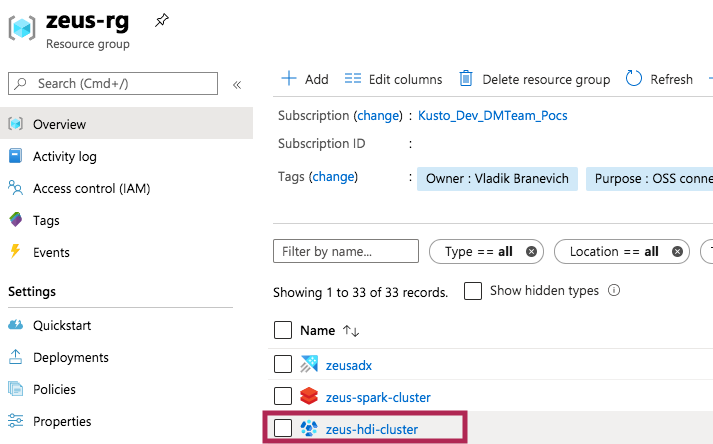 zeus-rg
Resource group
Search (Cmd+/)
«
Overview
Activity log
Access control (IAM)
Tags
Events
Settings
Quickstart
Deployments
Policies
Properties
Add Edit columns Delete resource group Refresh
Subscription (change) : Kusto_Dev_DMTeam_Pocs
Subscription ID :
Tags (change) : Owner : Vladik Branevich Purpose : OSS conne
Filter by name... Type == all Location == all
Showing 1 to 33 of 33 records. Show hidden types
Name ↑↓
zeusadx
zeus-spark-cluster
zeus-hdi-cluster